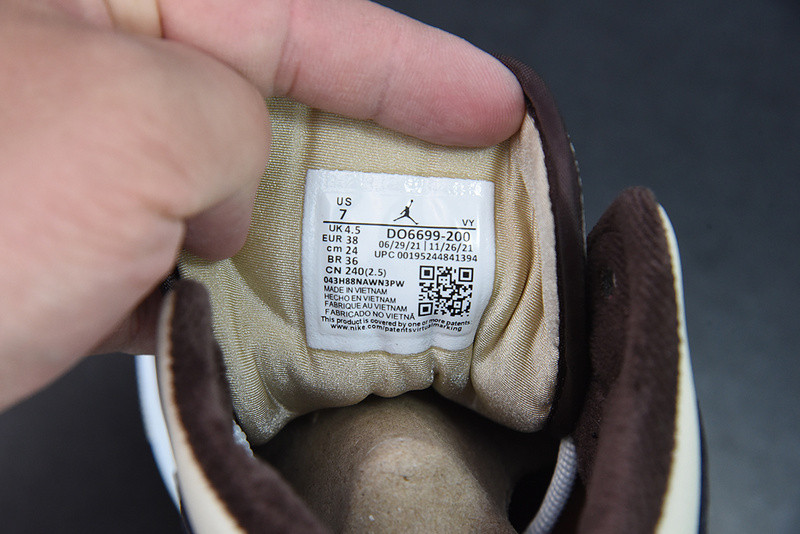 US
7
VY
UK 4.5
EUR 38
cm 24
BR 36
CN 240(2.5)
DO6699-200
06/29/21 | 11/26/21
UPC 00195244841394
043H88NAWN3PW
MADE IN VIETNAM
HECHO EN VIETNAM
FABRIQUE AU VIETNAM
FABRICADO NO VIETNÃ
This product is covered by one or more patents.
www.nike.com/patentsvirtualmarking